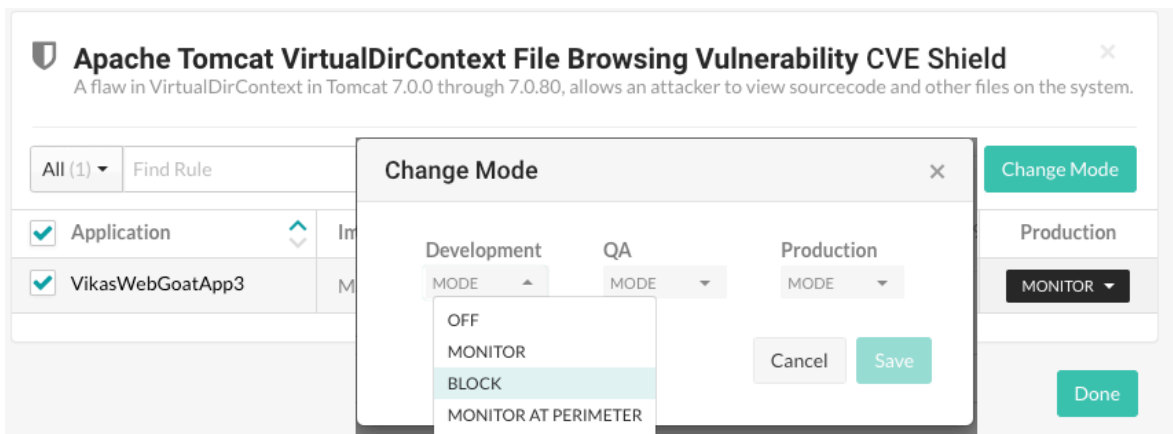 Apache Tomcat VirtualDirContext File Browsing Vulnerability CVE Shield
A flaw in VirtualDirContext in Tomcat 7.0.0 through 7.0.80, allows an attacker to view sourcecode and other files on the system.
All (1) Find Rule
Change Mode
Change Mode
Application
Production
VikasWebGoatApp3
MONITOR
Development QA Production
MODE MODE MODE
OFF
MONITOR
BLOCK
MONITOR AT PERIMETER
Cancel Save
Done